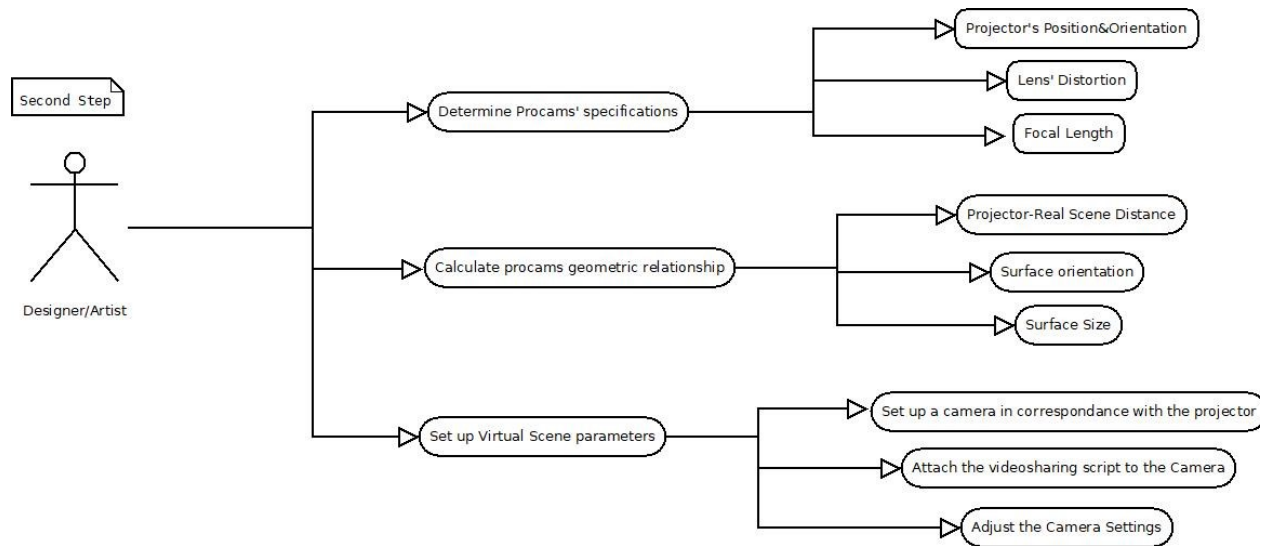 Second Step
Designer/Artist
Determine Procams' specifications
Projector's Position&Orientation
Lens' Distortion
Focal Length
Calculate procams geometric relationship
Projector-Real Scene Distance
Surface orientation
Surface Size
Set up Virtual Scene parameters
Set up a camera in correspondance with the projector
Attach the videosharing script to the Camera
Adjust the Camera Settings